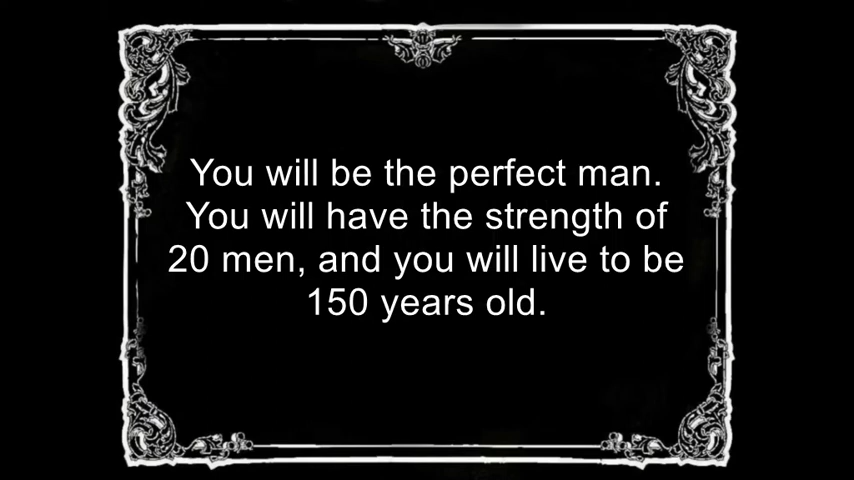 You will be the perfect man.
You will have the strength of
20 men, and you will live to be
150 years old.